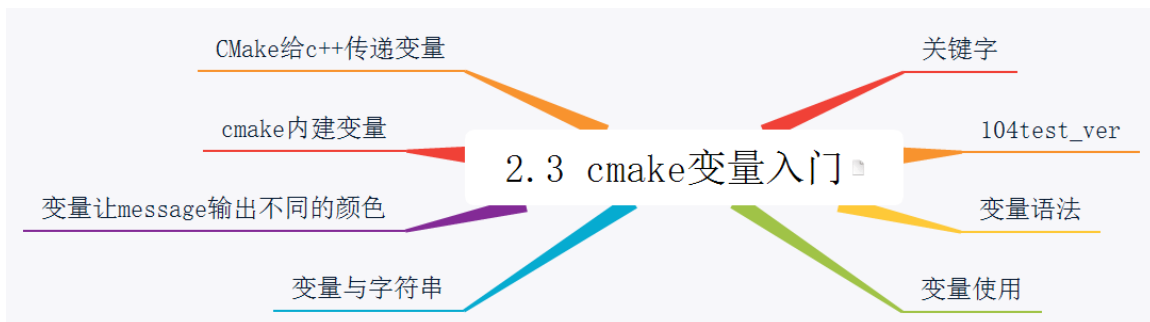 CMake给c++传递变量
关键字
cmake内建变量
104test_ver
2.3 cmake变量入门
变量让message输出不同的颜色
变量语法
变量与字符串
变量使用